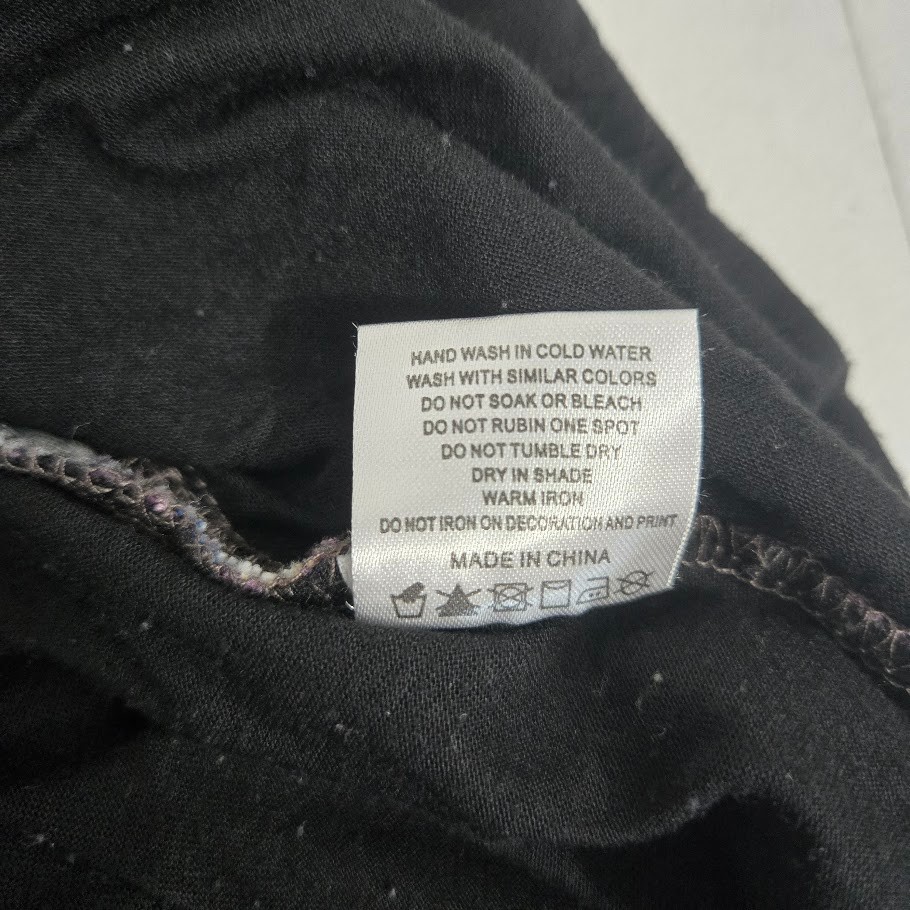 HAND WASH IN COLD WATER
WASH WITH SIMILAR COLORS
DO NOT SOAK OR BLEACH
DO NOT RUBIN ONE SPOT
DO NOT TUMBLE DRY
DRY IN SHADE
WARM IRON
DO NOT IRON ON DECORATION AND PRINT
MADE IN CHINA